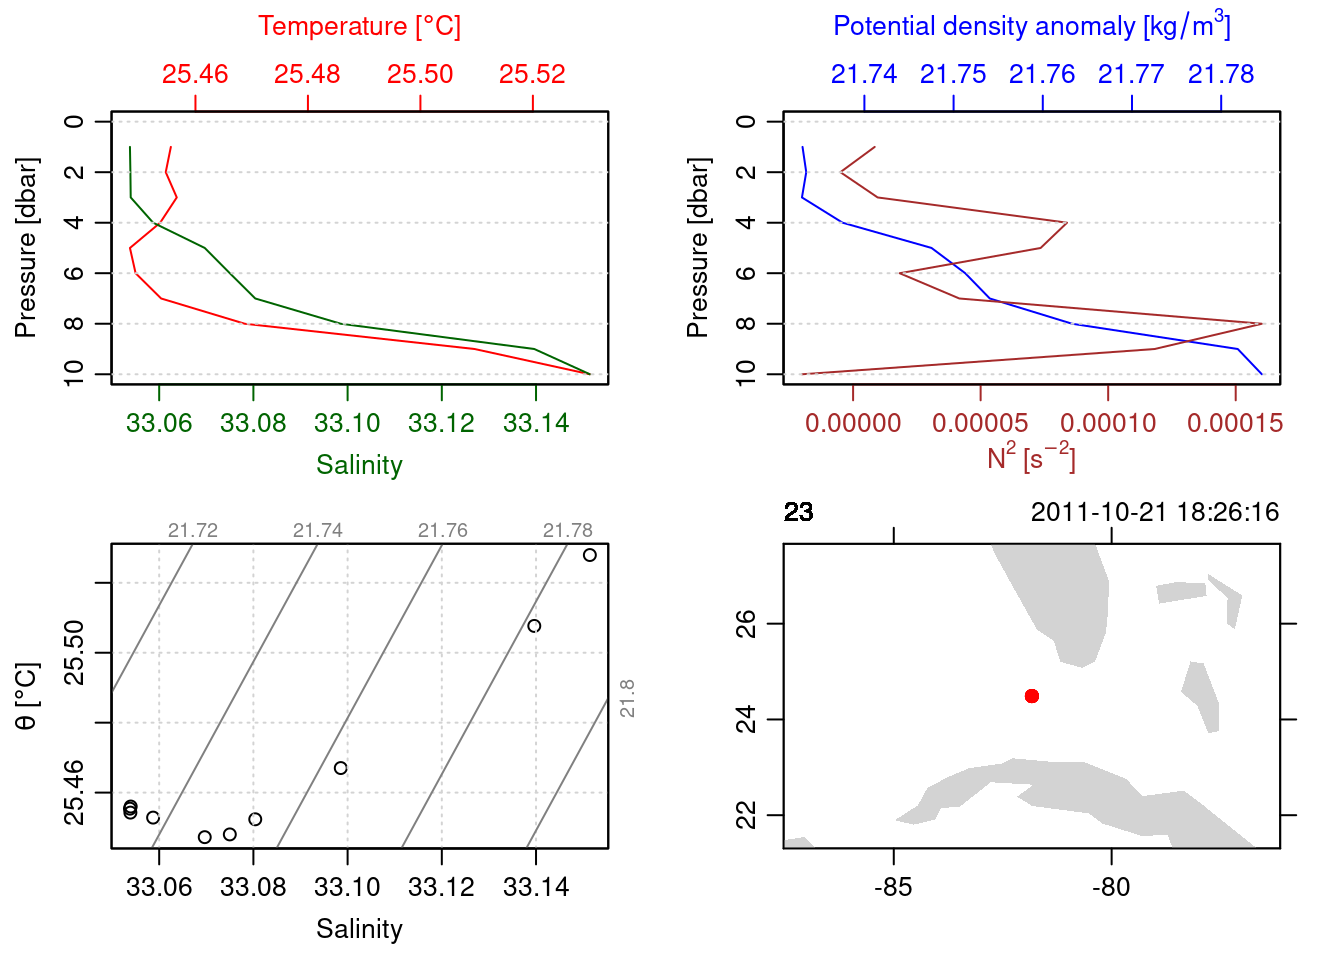 Temperature [°C]
25.46 25.48 25.50 25.52
Pressure [dbar]
0
2
4
6
8
10
33.06 33.08 33.10 33.12 33.14
Salinity
Potential density anomaly [kg/m³]
21.74 21.75 21.76 21.77 21.78
Pressure [dbar]
0
2
4
6
8
10
0.00000 0.00005 0.00010 0.00015
N² [s⁻²]
21.72 21.74 21.76 21.78
21.8
θ [°C]
25.50
25.46
33.06 33.08 33.10 33.12 33.14
Salinity
23 2011-10-21 18:26:16
26
24
22
-85 -80